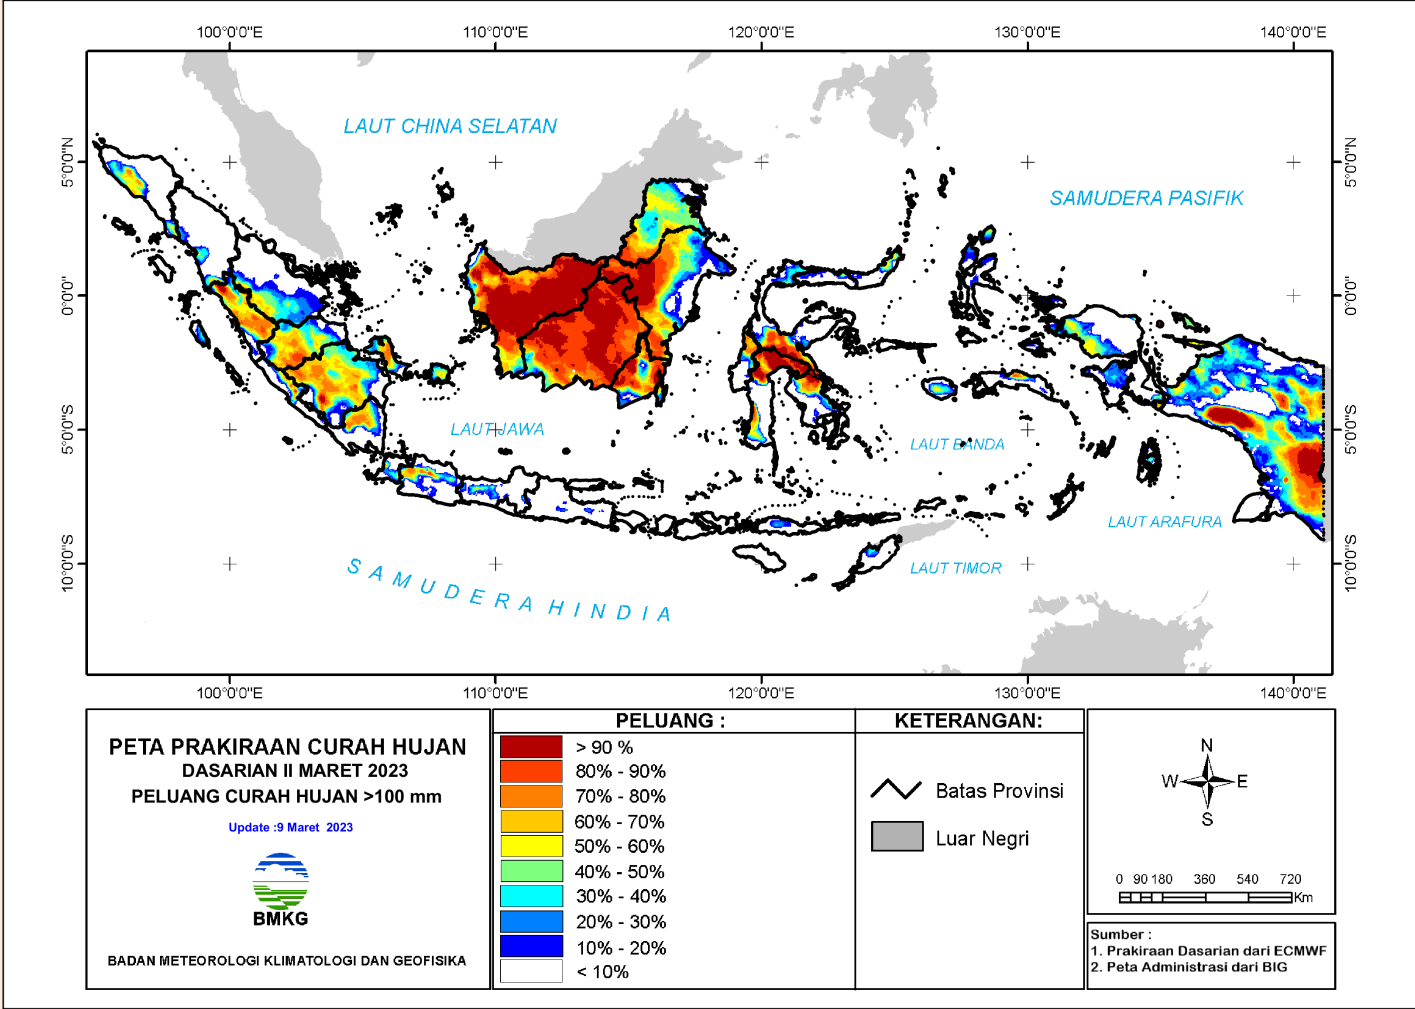 100°0'0"E 110°0'0"E 120°0'0"E 130°0'0"E 140°0'0"E
LAUT CHINA SELATAN
5°0'0"N 5°0'0"N
SAMUDERA PASIFIK
0°0'0" 0°0'0"
5°0'0"S 5°0'0"S
LAUT JAWA
LAUT BANDA
LAUT ARAFURA
10°0'0"S 10°0'0"S
LAUT TIMOR
SAMUDERA HINDIA
100°0'0"E 110°0'0"E 120°0'0"E 130°0'0"E 140°0'0"E
PETA PRAKIRAAN CURAH HUJAN
DASARIAN II MARET 2023
PELUANG CURAH HUJAN >100 mm
Update :9 Maret 2023
BMKG
BADAN METEOROLOGI KLIMATOLOGI DAN GEOFISIKA
PELUANG :
> 90 %
80% - 90%
70% - 80%
60% - 70%
50% - 60%
40% - 50%
30% - 40%
20% - 30%
10% - 20%
< 10%
KETERANGAN:
Batas Provinsi
Luar Negri
N
W E
S
0 90 180 360 540 720
Km
Sumber :
1. Prakiraan Dasarian dari ECMWF
2. Peta Administrasi dari BIG